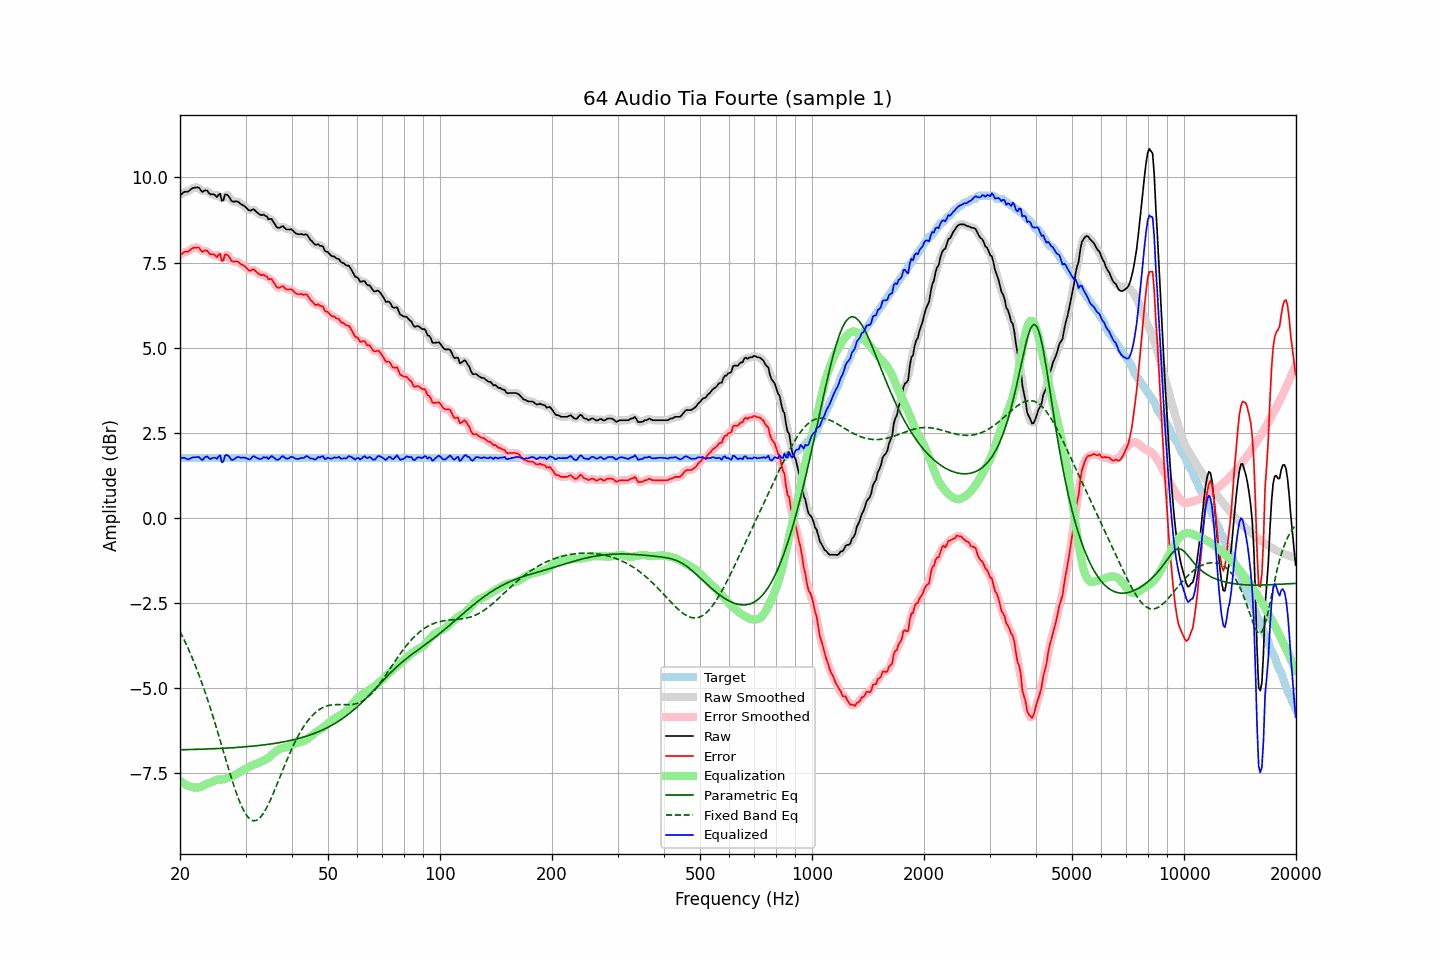 64 Audio Tia Fourte (sample 1)
Amplitude (dBr)
10.0
7.5
5.0
2.5
0.0
−2.5
−5.0
−7.5
Target
Raw Smoothed
Error Smoothed
Raw
Error
Equalization
Parametric Eq
Fixed Band Eq
Equalized
20 50 100 200 500 1000 2000 5000 10000 20000
Frequency (Hz)